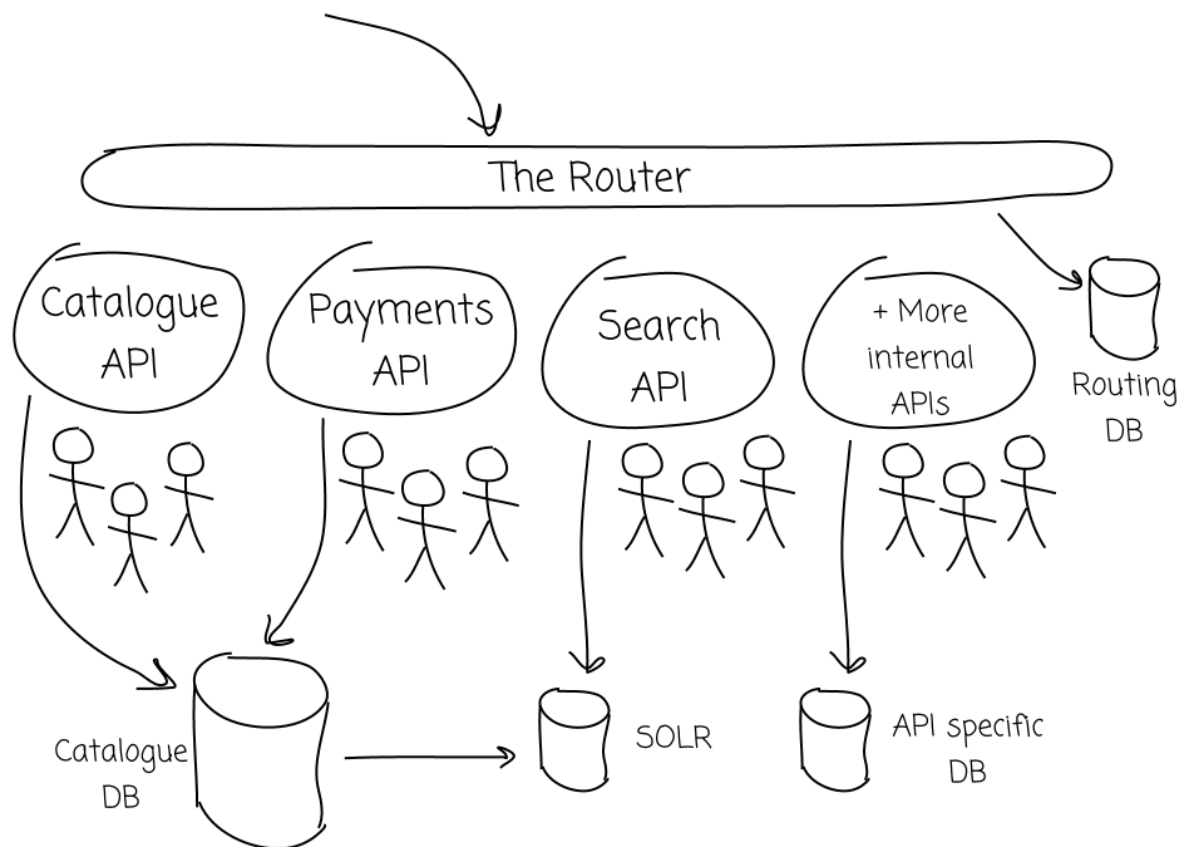 The Router
Catalogue
API
Payments
API
Search
API
+ More
internal
APIs
Routing
DB
Catalogue
DB
SOLR
API specific
DB